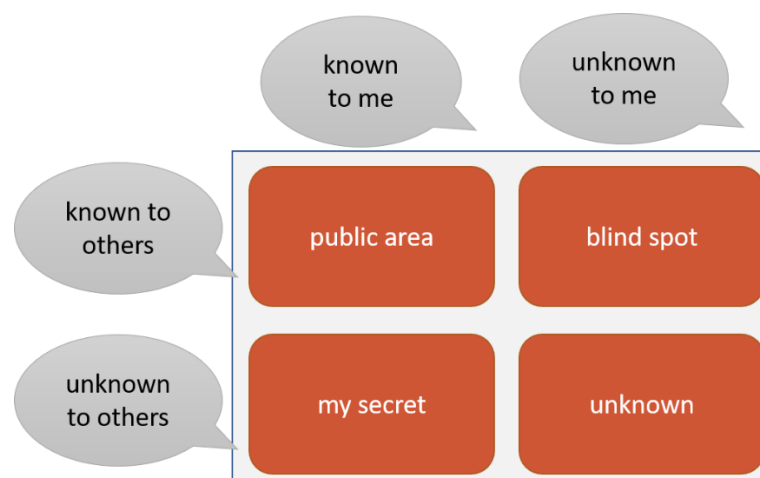 known
to me
unknown
to me
known to
others
public area
blind spot
unknown
to others
my secret
unknown